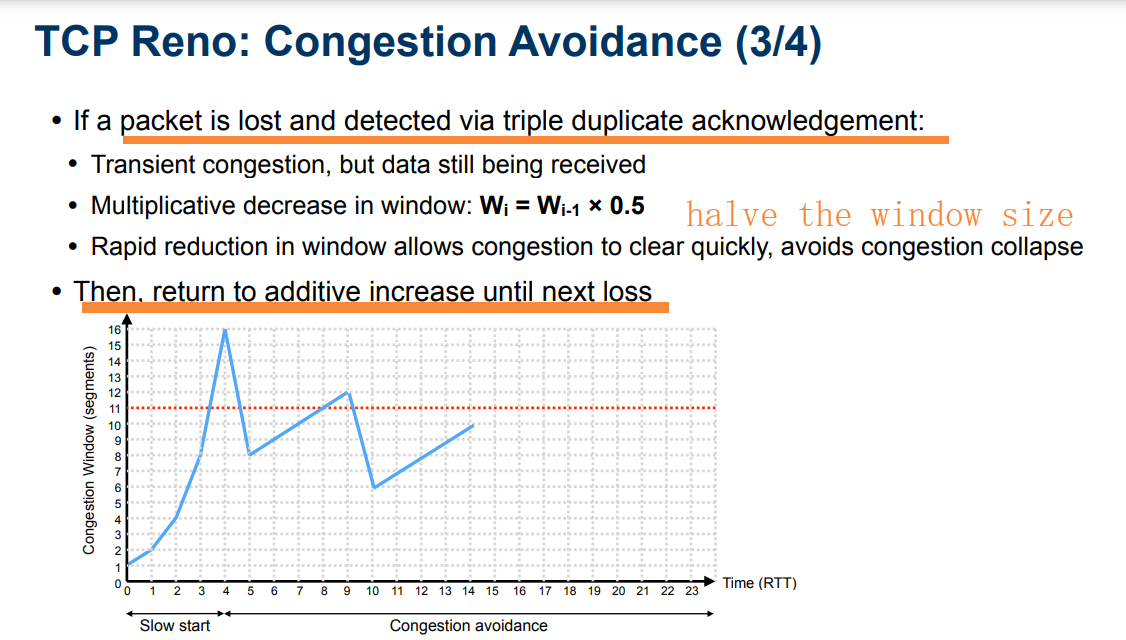 TCP Reno: Congestion Avoidance (3/4)
• If a packet is lost and detected via triple duplicate acknowledgement:
• Transient congestion, but data still being received
• Multiplicative decrease in window: Wi = Wi-1 × 0.5
halve the window size
• Rapid reduction in window allows congestion to clear quickly, avoids congestion collapse
• Then, return to additive increase until next loss
Congestion Window (segments)
16
15
14
13
12
11
10
9
8
7
6
5
4
3
2
1
0
0 1 2 3 4 5 6 7 8 9 10 11 12 13 14 15 16 17 18 19 20 21 22 23
Time (RTT)
Slow start
Congestion avoidance